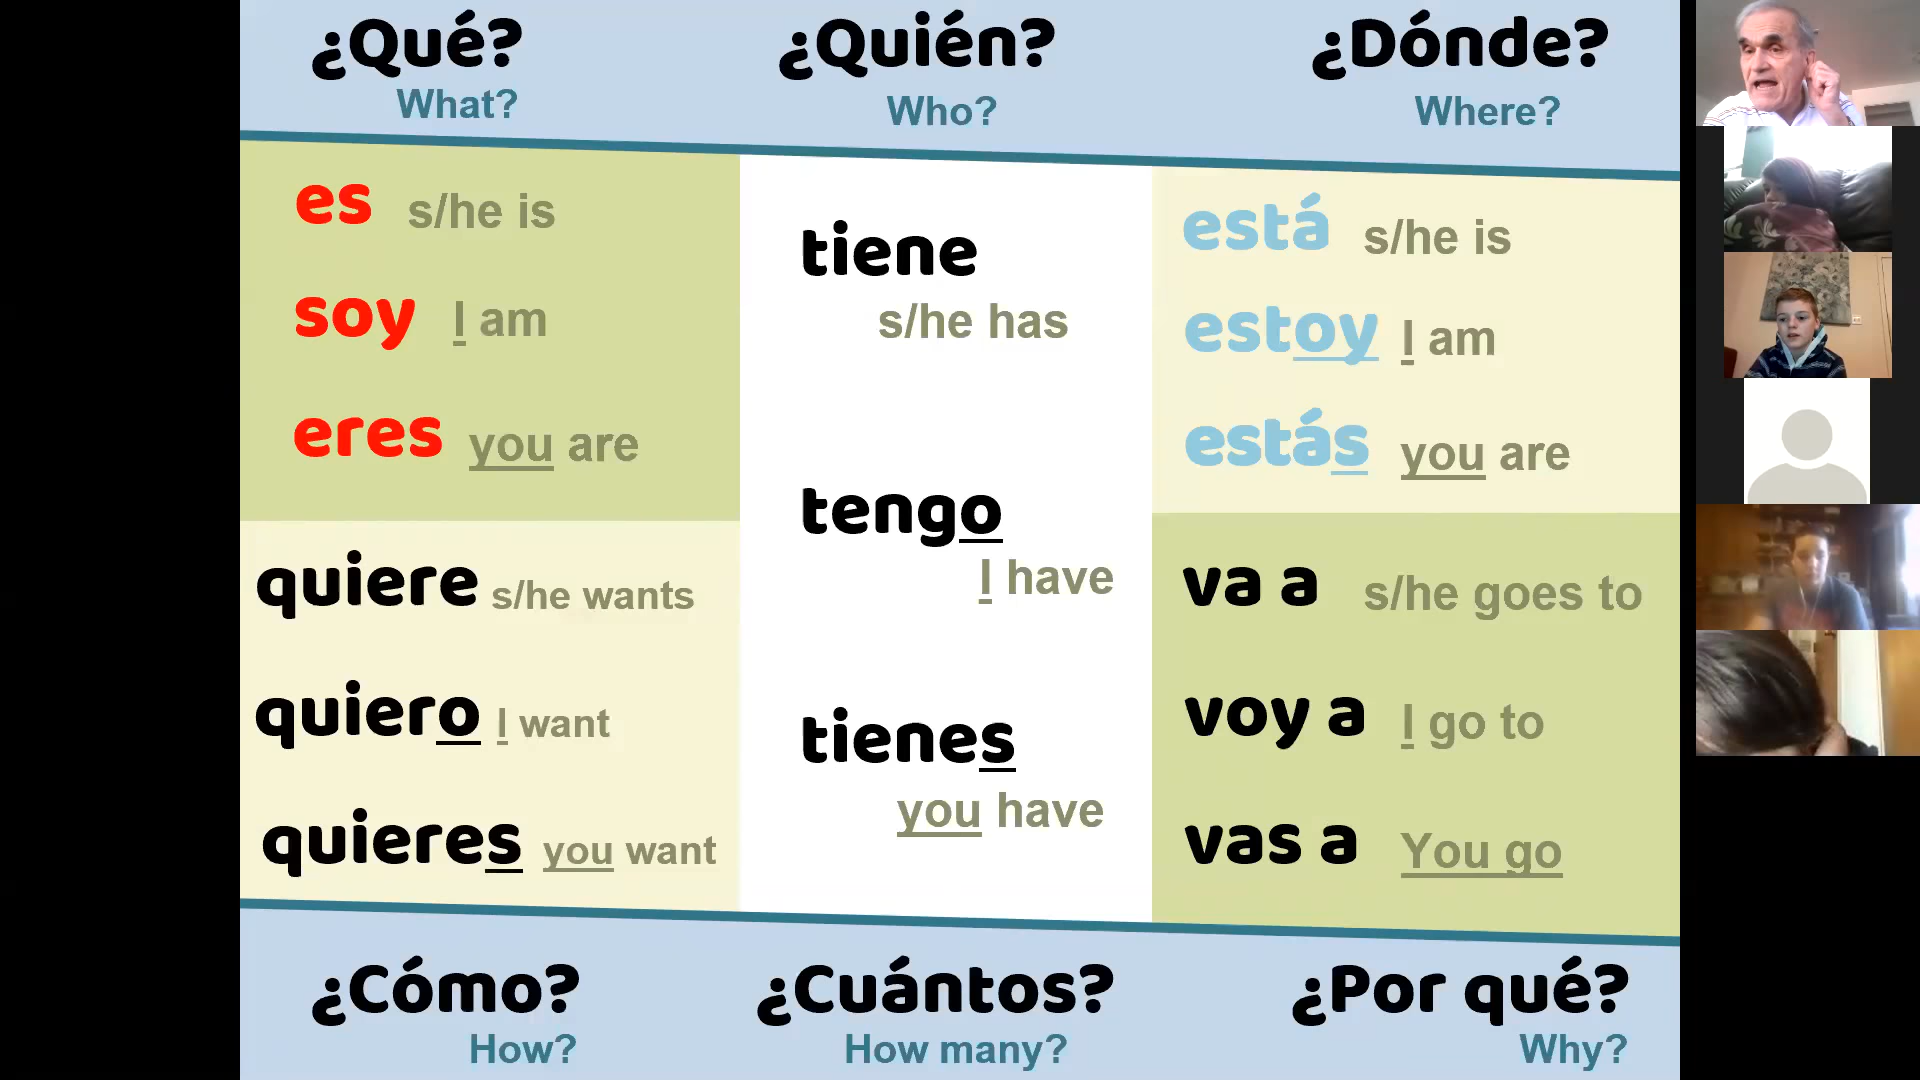 ¿Qué? ¿Quién? ¿Dónde?
What? Who? Where?
es s/he is
soy I am
eres you are
quiere s/he wants
quiero I want
quieres you want
tiene
s/he has
tengo
I have
tienes
you have
está s/he is
estoy I am
estás you are
va a s/he goes to
voy a I go to
vas a You go
¿Cómo? ¿Cuántos? ¿Por qué?
How? How many? Why?